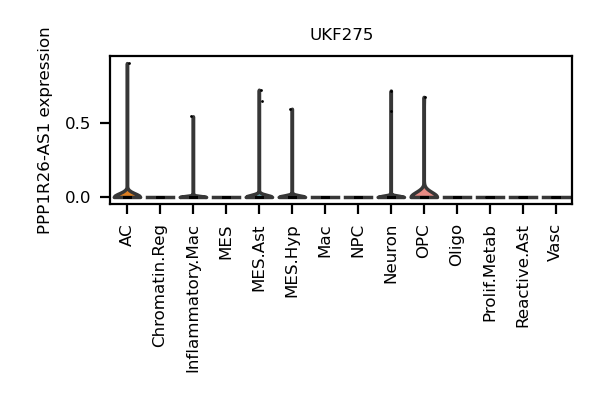 UKF275
PPP1R26-AS1 expression
0.5
0.0
AC
Chromatin.Reg
Inflammatory.Mac
MES
MES.Ast
MES.Hyp
Mac
NPC
Neuron
OPC
Oligo
Prolif.Metab
Reactive.Ast
Vasc